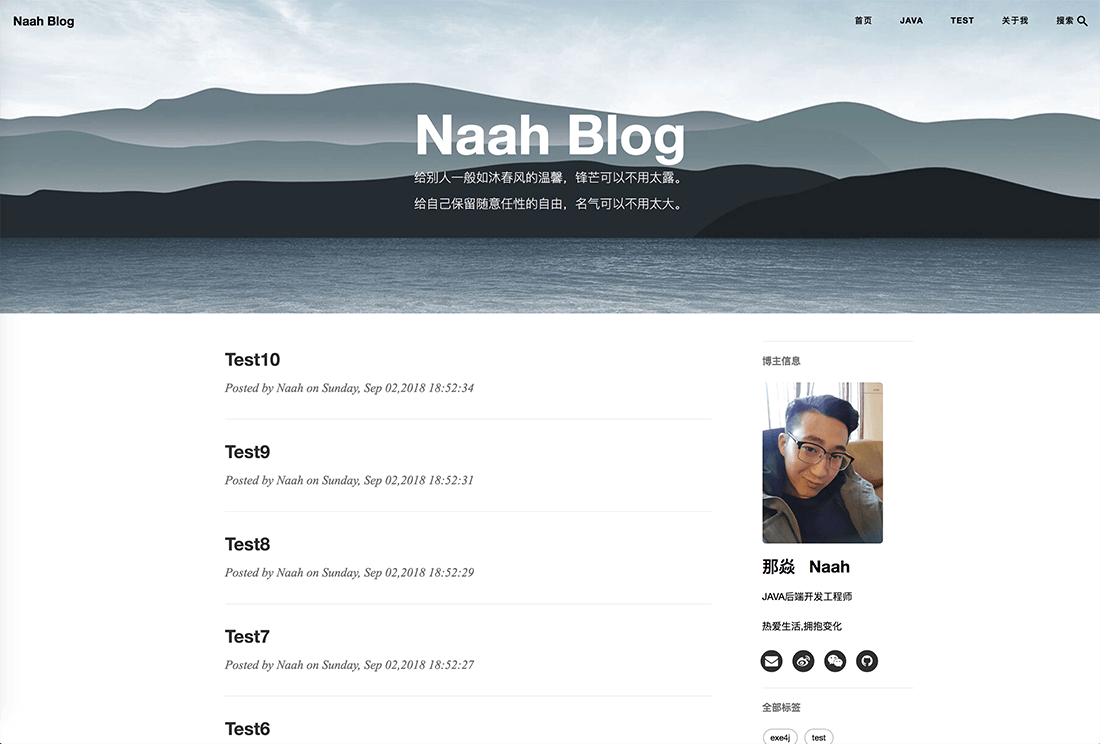 Naah Blog
首页 JAVA TEST 关于我 搜索
Naah Blog
给别人一般如沐春风的温馨，锋芒可以不用太露。
给自己保留随意任性的自由，名气可以不用太大。
Test10
Posted by Naah on Sunday, Sep 02,2018 18:52:34
Test9
Posted by Naah on Sunday, Sep 02,2018 18:52:31
Test8
Posted by Naah on Sunday, Sep 02,2018 18:52:29
Test7
Posted by Naah on Sunday, Sep 02,2018 18:52:27
Test6
博主信息
那焱 Naah
JAVA后端开发工程师
热爱生活,拥抱变化
全部标签
exe4j test